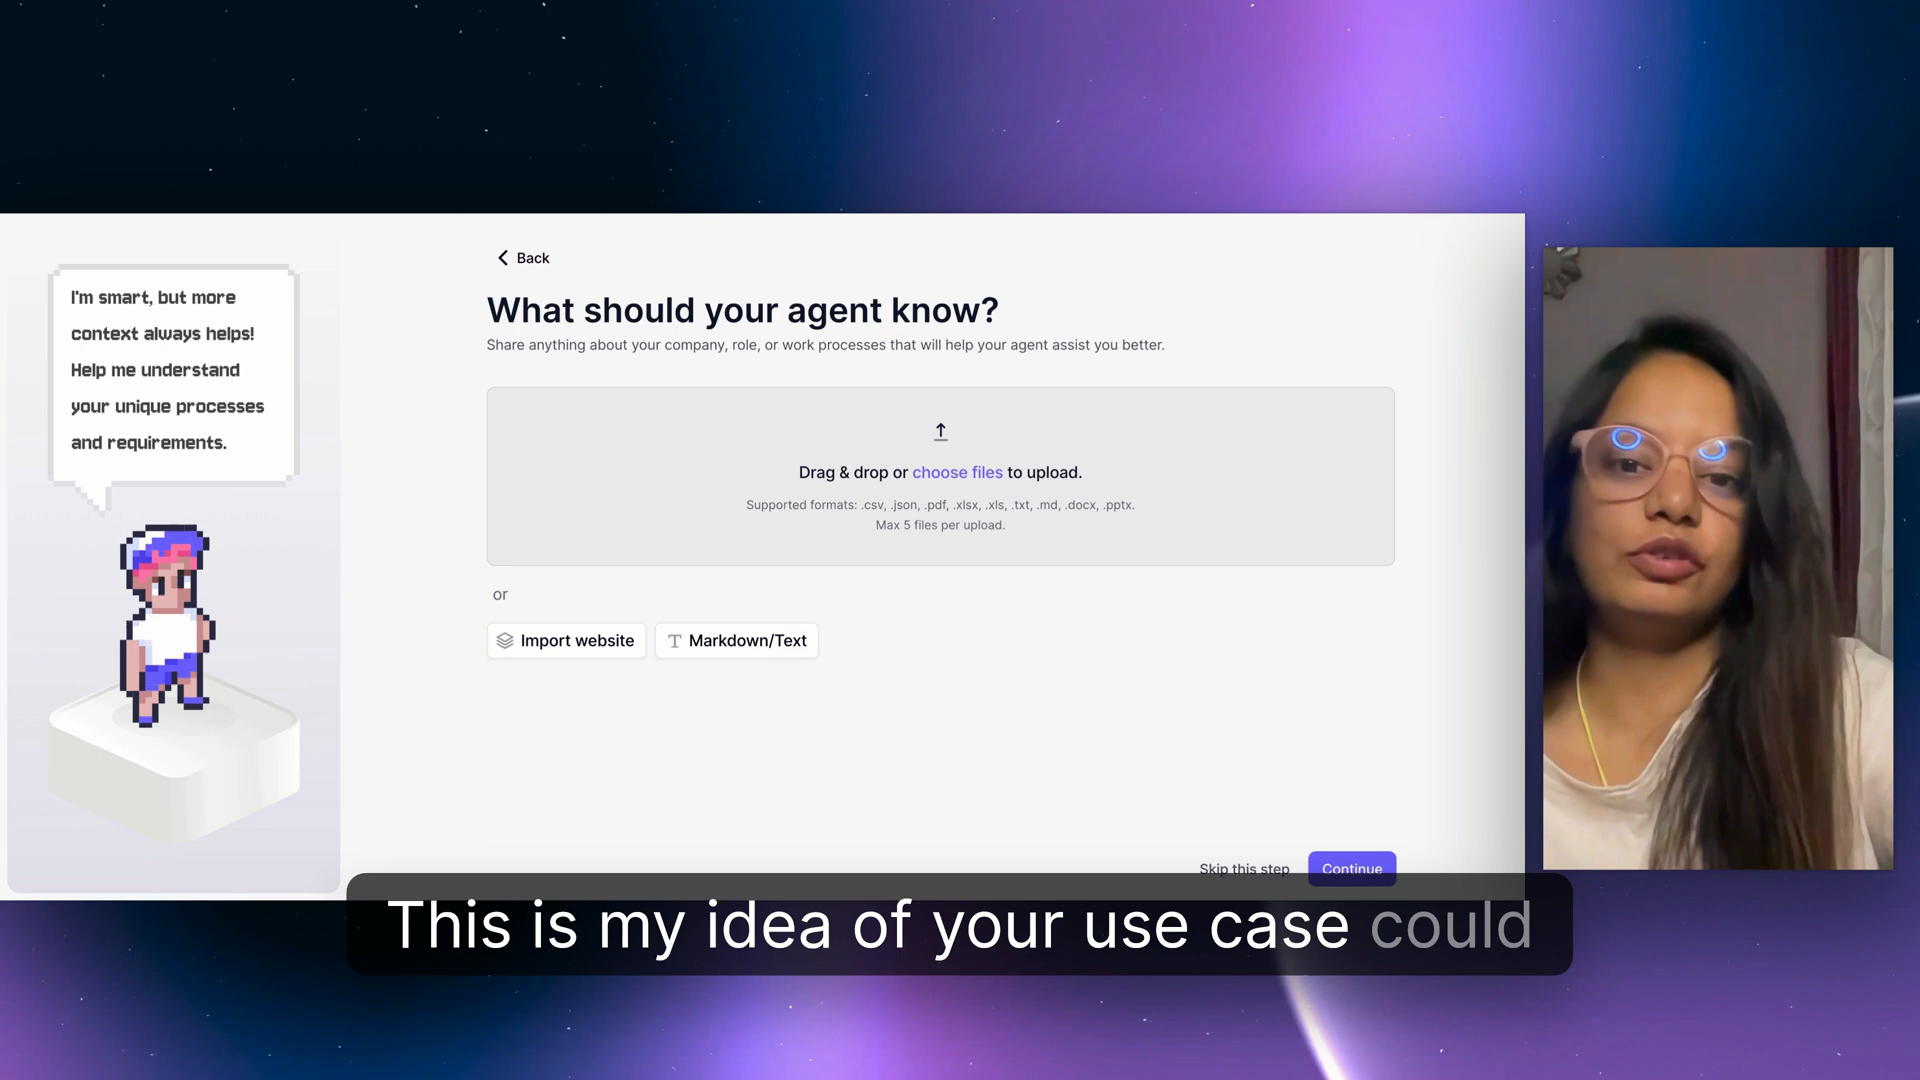 I'm smart, but more
context always helps!
Help me understand
your unique processes
and requirements.
Back
What should your agent know?
Share anything about your company, role, or work processes that will help your agent assist you better.
Drag & drop or choose files to upload.
Supported formats: .csv, .json, .pdf, .xlsx, .xls, .txt, .md, .docx, .pptx.
Max 5 files per upload.
or
Import website
Markdown/Text
Skip this step
Continue
This is my idea of your use case could